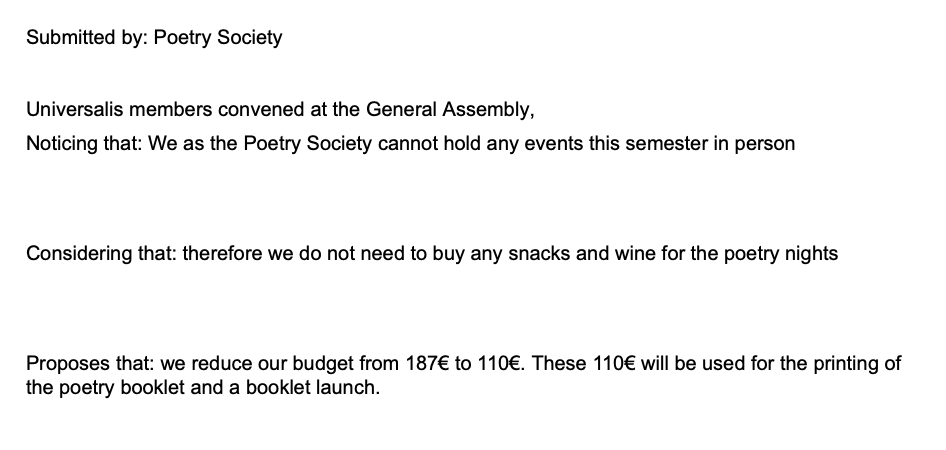 Submitted by: Poetry Society
Universalis members convened at the General Assembly,
Noticing that: We as the Poetry Society cannot hold any events this semester in person
Considering that: therefore we do not need to buy any snacks and wine for the poetry nights
Proposes that: we reduce our budget from 187€ to 110€. These 110€ will be used for the printing of
the poetry booklet and a booklet launch.